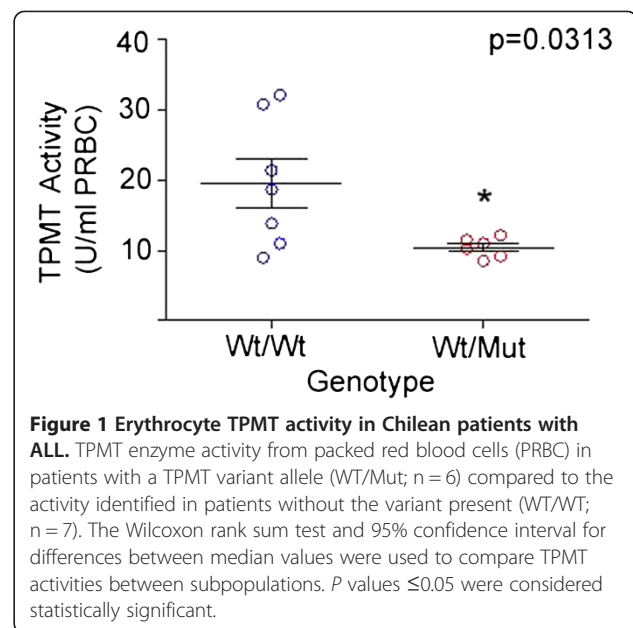 p=0.0313
TPMT Activity
(U/ml PRBC)
40
30
20
10
*
Wt/Wt Wt/Mut
Genotype
Figure 1 Erythrocyte TPMT activity in Chilean patients with
ALL. TPMT enzyme activity from packed red blood cells (PRBC) in
patients with a TPMT variant allele (WT/Mut; n = 6) compared to the
activity identified in patients without the variant present (WT/WT;
n = 7). The Wilcoxon rank sum test and 95% confidence interval for
differences between median values were used to compare TPMT
activities between subpopulations. P values ≤0.05 were considered
statistically significant.